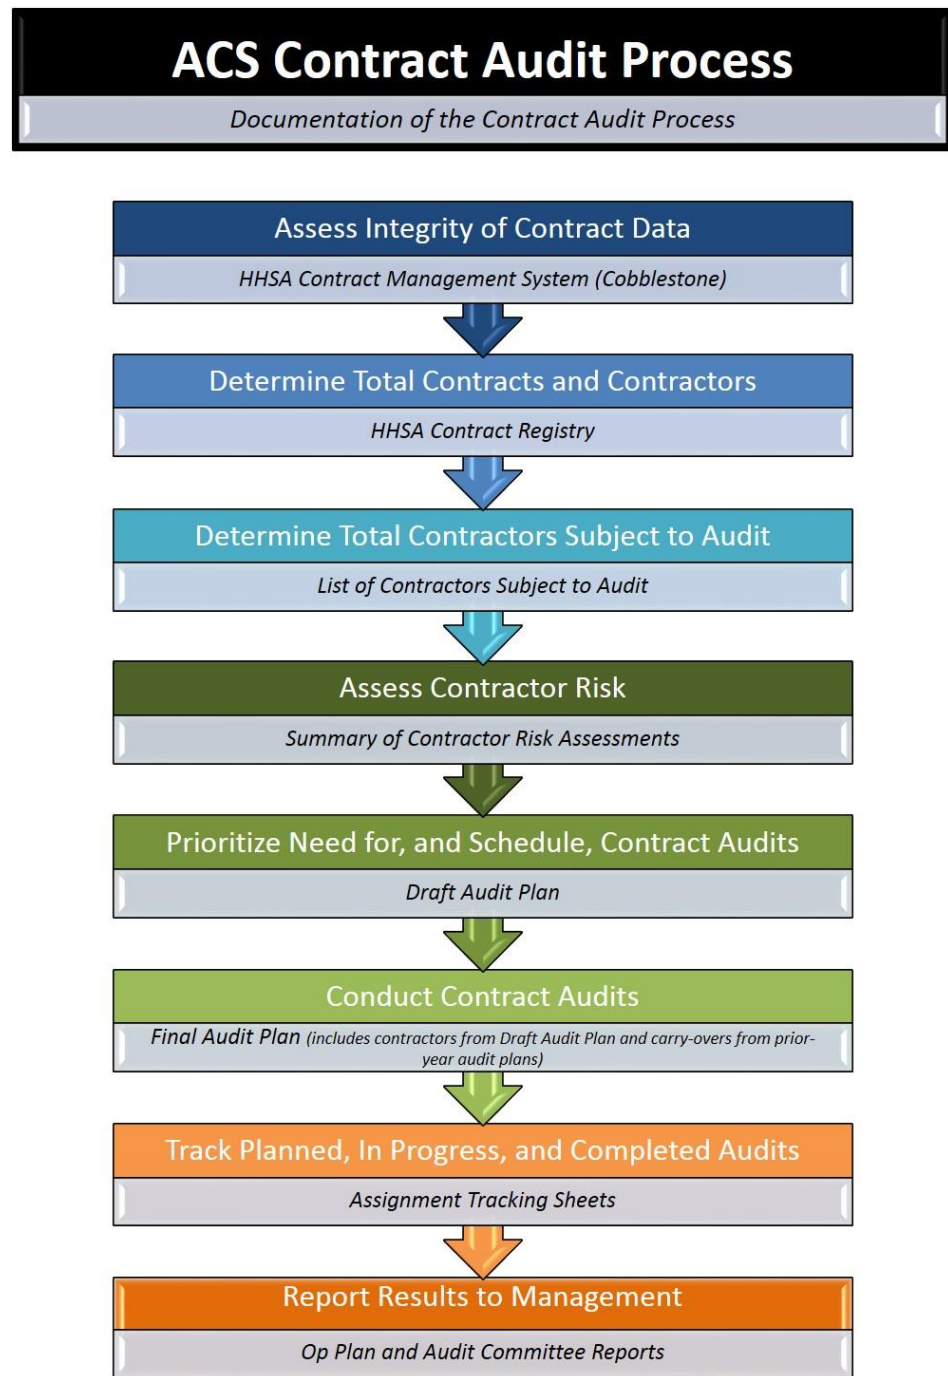 ACS Contract Audit Process
Documentation of the Contract Audit Process
Assess Integrity of Contract Data
HHSA Contract Management System (Cobblestone)
Determine Total Contracts and Contractors
HHSA Contract Registry
Determine Total Contractors Subject to Audit
List of Contractors Subject to Audit
Assess Contractor Risk
Summary of Contractor Risk Assessments
Prioritize Need for, and Schedule, Contract Audits
Draft Audit Plan
Conduct Contract Audits
Final Audit Plan (includes contractors from Draft Audit Plan and carry-overs from prior-
year audit plans)
Track Planned, In Progress, and Completed Audits
Assignment Tracking Sheets
Report Results to Management
Op Plan and Audit Committee Reports